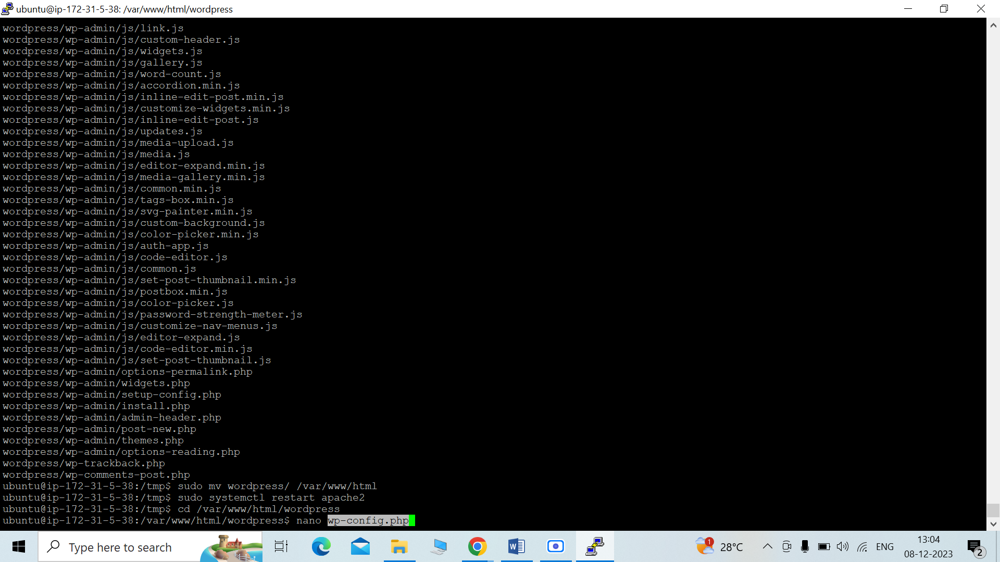 ubuntu@ip-172-31-5-38: /var/www/html/wordpress
wordpress/wp-admin/js/link.js
wordpress/wp-admin/js/custom-header.js
wordpress/wp-admin/js/widgets.js
wordpress/wp-admin/js/gallery.js
wordpress/wp-admin/js/word-count.js
wordpress/wp-admin/js/accordion.min.js
wordpress/wp-admin/js/inline-edit-post.min.js
wordpress/wp-admin/js/customize-widgets.min.js
wordpress/wp-admin/js/inline-edit-post.js
wordpress/wp-admin/js/updates.js
wordpress/wp-admin/js/media-upload.js
wordpress/wp-admin/js/media.js
wordpress/wp-admin/js/editor-expand.min.js
wordpress/wp-admin/js/media-gallery.min.js
wordpress/wp-admin/js/common.min.js
wordpress/wp-admin/js/tags-box.min.js
wordpress/wp-admin/js/svg-painter.min.js
wordpress/wp-admin/js/custom-background.js
wordpress/wp-admin/js/color-picker.min.js
wordpress/wp-admin/js/auth-app.js
wordpress/wp-admin/js/code-editor.js
wordpress/wp-admin/js/common.js
wordpress/wp-admin/js/set-post-thumbnail.min.js
wordpress/wp-admin/js/postbox.min.js
wordpress/wp-admin/js/color-picker.js
wordpress/wp-admin/js/password-strength-meter.js
wordpress/wp-admin/js/customize-nav-menus.js
wordpress/wp-admin/js/editor-expand.js
wordpress/wp-admin/js/code-editor.min.js
wordpress/wp-admin/js/set-post-thumbnail.js
wordpress/wp-admin/options-permalink.php
wordpress/wp-admin/widgets.php
wordpress/wp-admin/setup-config.php
wordpress/wp-admin/install.php
wordpress/wp-admin/admin-header.php
wordpress/wp-admin/post-new.php
wordpress/wp-admin/themes.php
wordpress/wp-admin/options-reading.php
wordpress/wp-trackback.php
wordpress/wp-comments-post.php
ubuntu@ip-172-31-5-38:/tmp$ sudo mv wordpress/ /var/www/html
ubuntu@ip-172-31-5-38:/tmp$ sudo systemctl restart apache2
ubuntu@ip-172-31-5-38:/tmp$ cd /var/www/html/wordpress
ubuntu@ip-172-31-5-38:/var/www/html/wordpress$ nano wp-config.php
Type here to search
W
1
28°C
ENG
13:04
08-12-2023
2